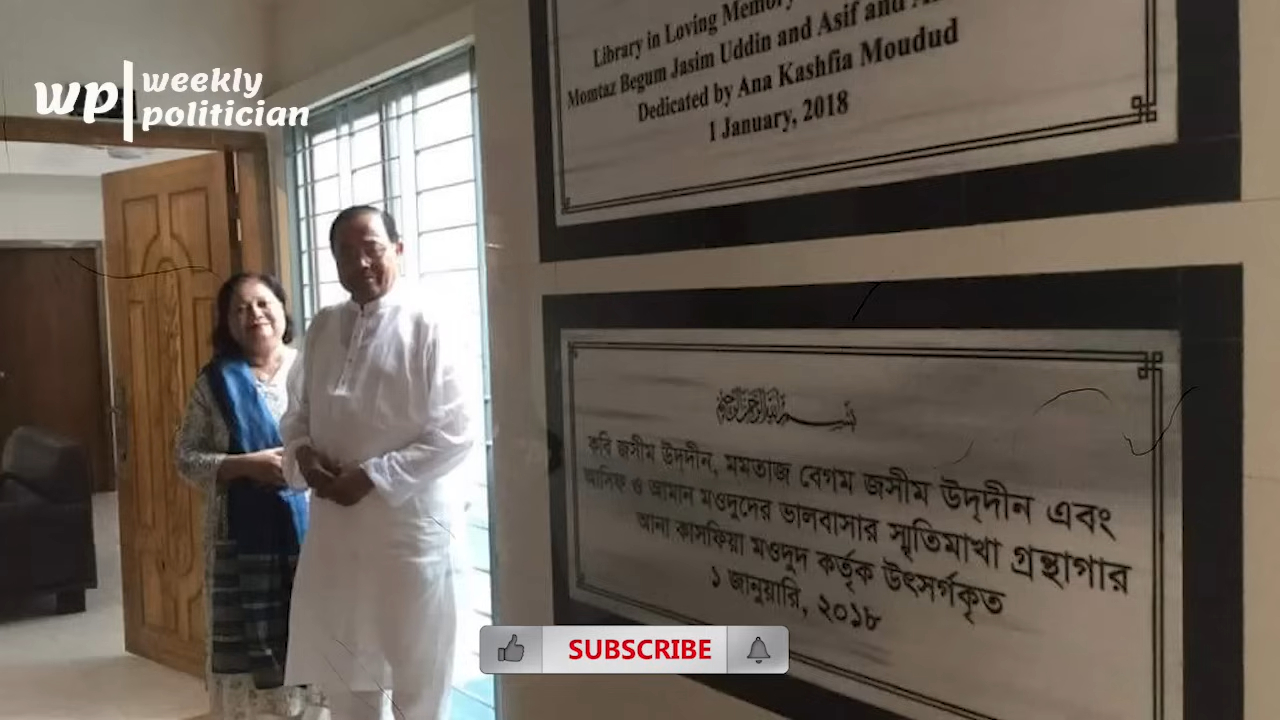 wp weekly
politician
Library in Loving Memory
Momtaz Begum Jasim Uddin and Asif and
Dedicated by Ana Kashfia Moudud
1 January, 2018
কবি জসীম উদ্‌দীন, মমতাজ বেগম জসীম উদ্‌দীন এবং
আসিফ ও আমান মওদুদের ভালবাসার স্মৃতিমাখা গ্রন্থাগার
আনা কাসফিয়া মওদুদ কর্তৃক উৎসর্গকৃত
১ জানুয়ারি, ২০১৮
SUBSCRIBE